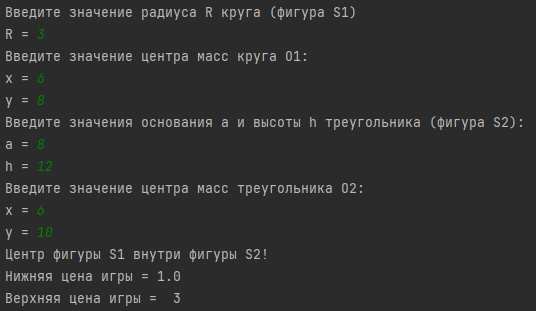 Введите значение радиуса R круга (фигура S1)
R = 3
Введите значение центра масс круга O1:
x = 6
y = 8
Введите значения основания a и высоты h треугольника (фигура S2):
a = 8
h = 12
Введите значение центра масс треугольника O2:
x = 6
y = 10
Центр фигуры S1 внутри фигуры S2!
Нижняя цена игры = 1.0
Верхняя цена игры =  3